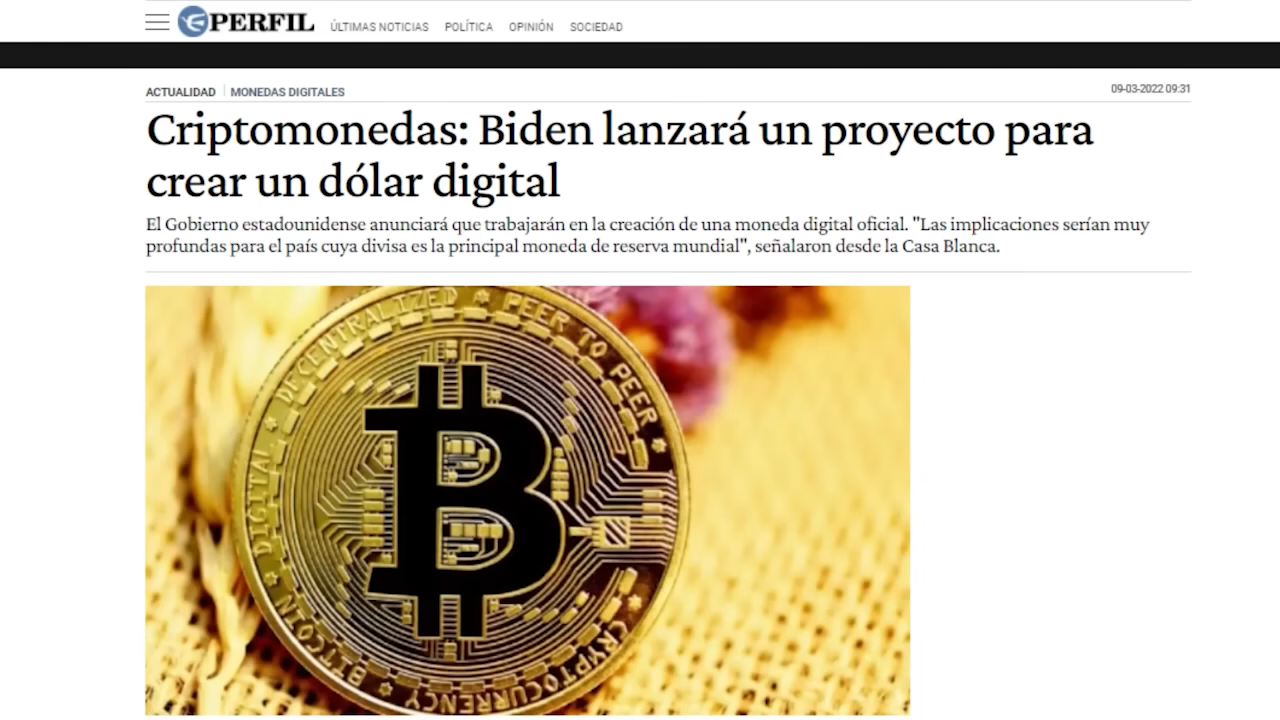 PERFIL ÚLTIMAS NOTICIAS POLÍTICA OPINIÓN SOCIEDAD
ACTUALIDAD MONEDAS DIGITALES 09-03-2022 09:31
Criptomonedas: Biden lanzará un proyecto para
crear un dólar digital
El Gobierno estadounidense anunciará que trabajarán en la creación de una moneda digital oficial. "Las implicaciones serían muy
profundas para el país cuya divisa es la principal moneda de reserva mundial", señalaron desde la Casa Blanca.
DIGITAL * DECENTRALIZED * PEER TO PEER *
BITCOIN * CRYPTOCURRENCY *